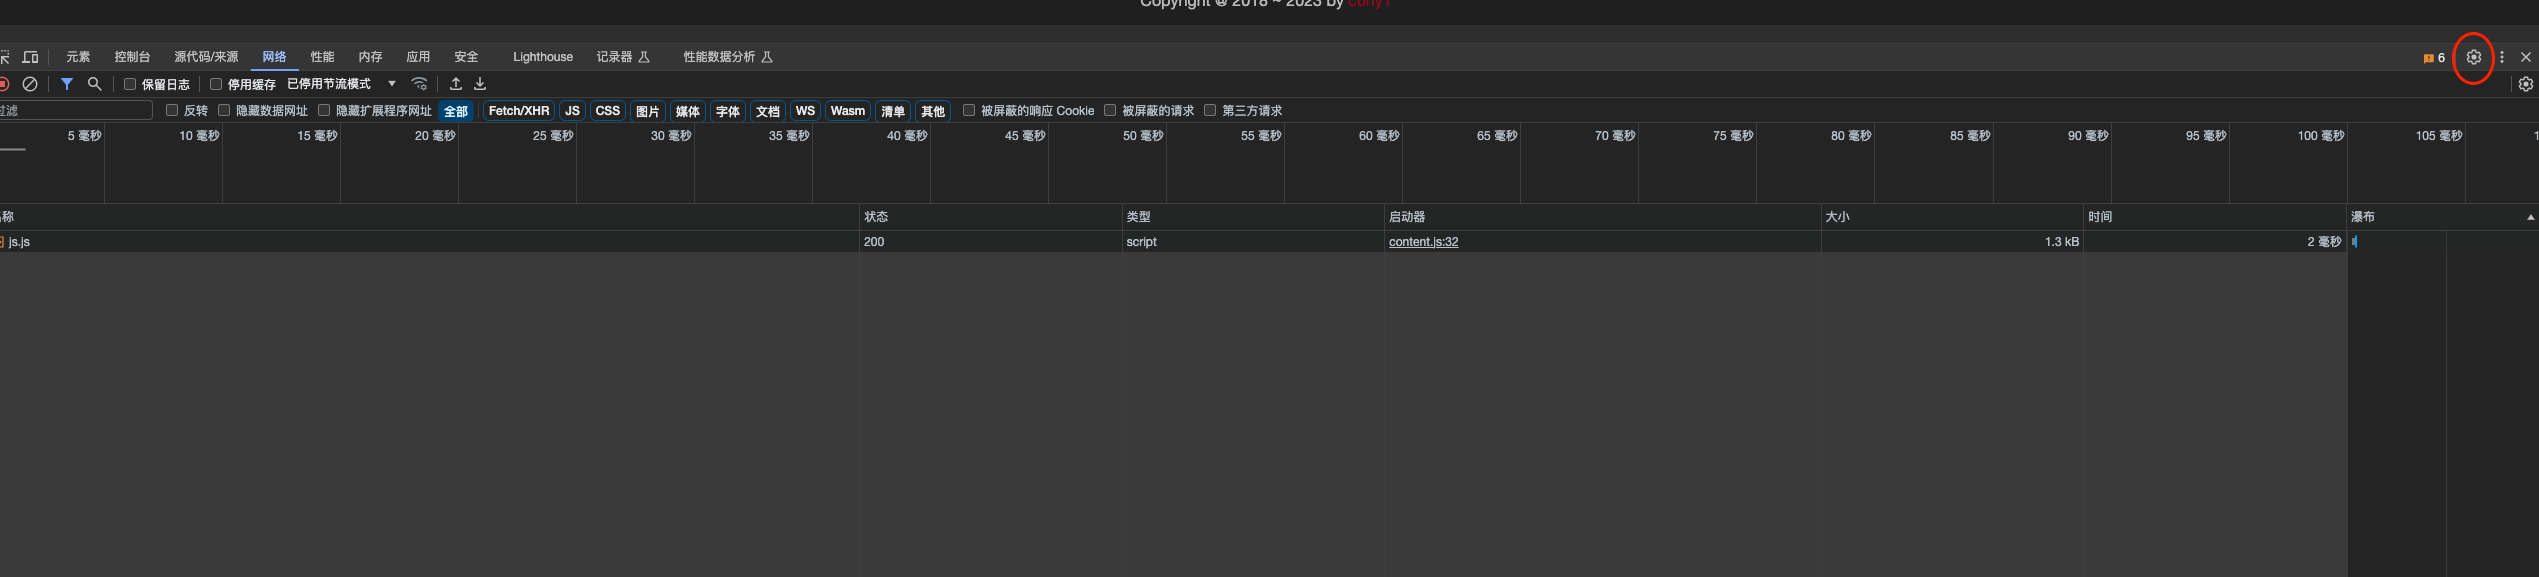 Copyright @ 2018 ~ 2023 by cony1
元素 控制台 源代码/来源 网络 性能 内存 应用 安全 Lighthouse 记录器 性能数据分析 6
保留日志 停用缓存 已停用节流模式
过滤 反转 隐藏数据网址 隐藏扩展程序网址 全部 Fetch/XHR JS CSS 图片 媒体 字体 文档 WS Wasm 清单 其他 被屏蔽的响应 Cookie 被屏蔽的请求 第三方请求
5 毫秒 10 毫秒 15 毫秒 20 毫秒 25 毫秒 30 毫秒 35 毫秒 40 毫秒 45 毫秒 50 毫秒 55 毫秒 60 毫秒 65 毫秒 70 毫秒 75 毫秒 80 毫秒 85 毫秒 90 毫秒 95 毫秒 100 毫秒 105 毫秒 1
称 状态 类型 启动器 大小 时间 瀑布
js.js 200 script content.js:32 1.3 kB 2 毫秒